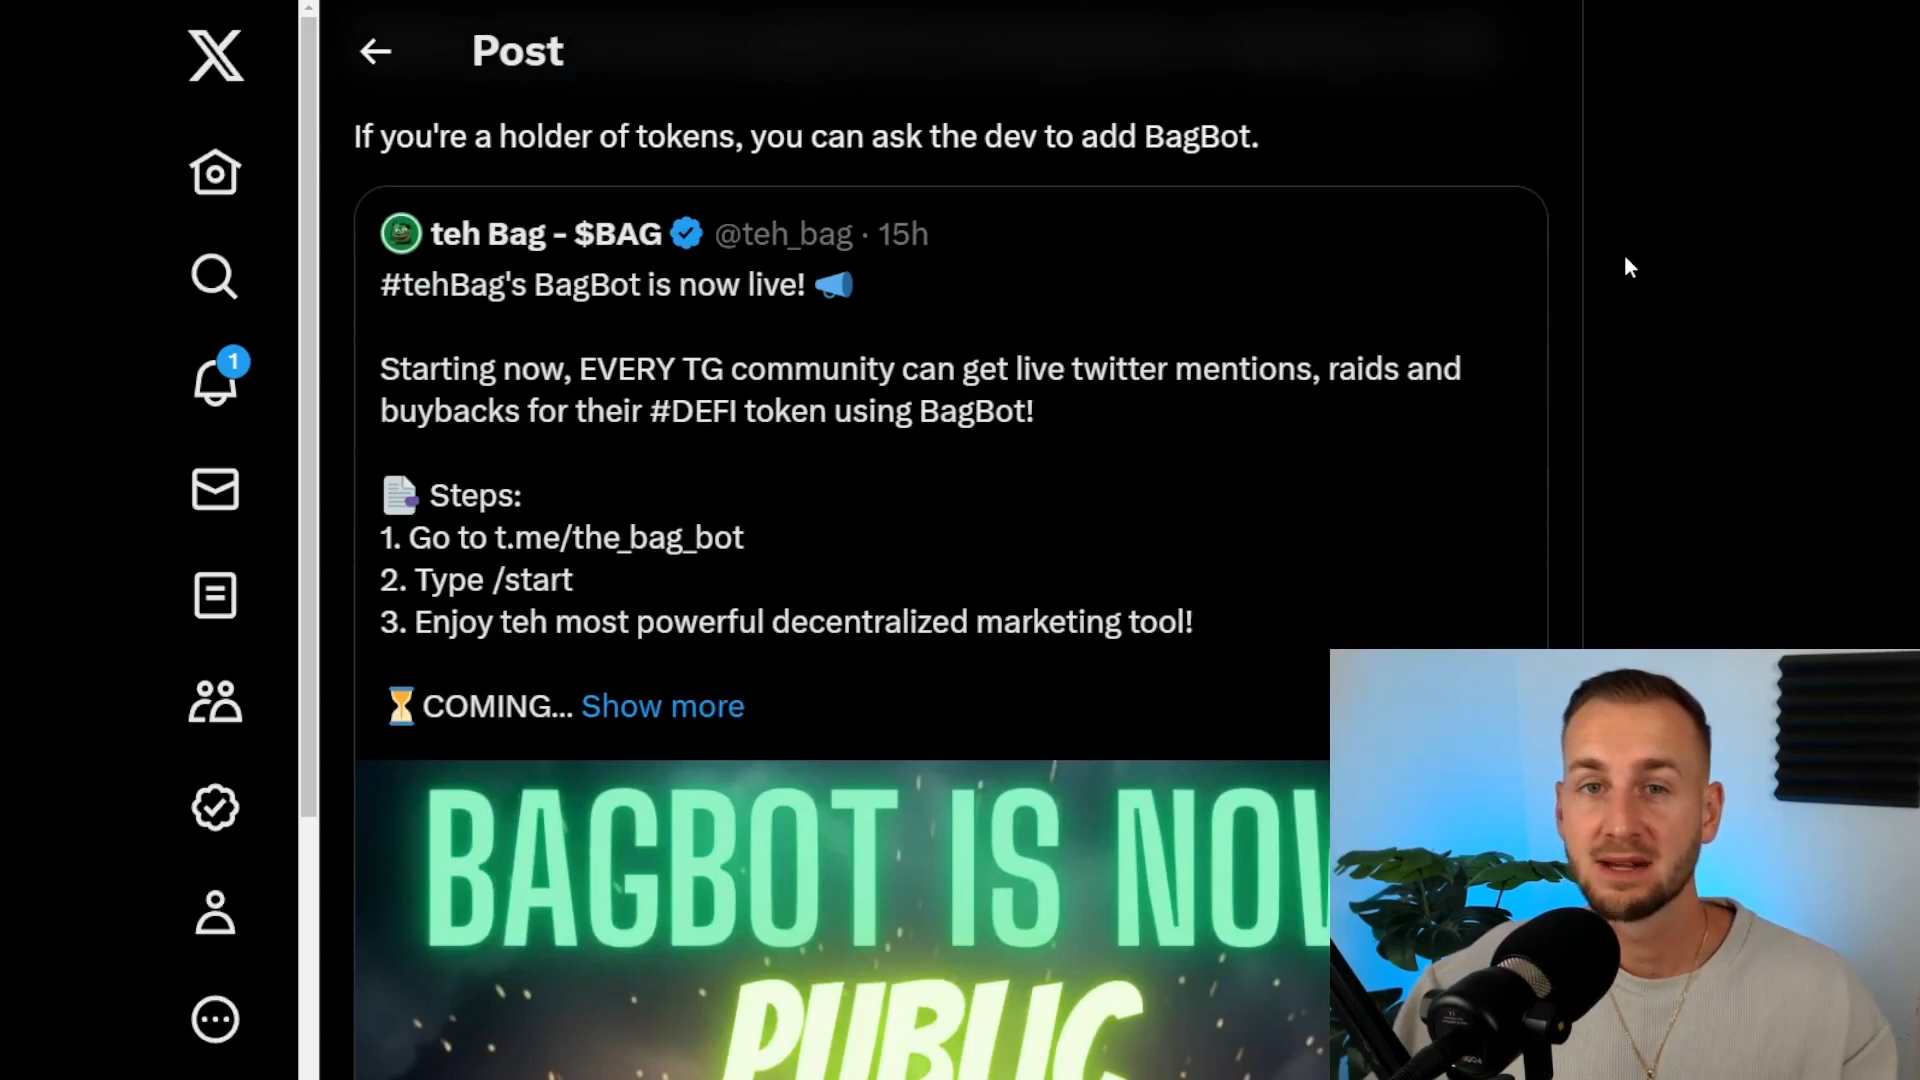 Post
If you're a holder of tokens, you can ask the dev to add BagBot.
teh Bag - $BAG @teh_bag · 15h
#tehBag's BagBot is now live!
1
Starting now, EVERY TG community can get live twitter mentions, raids and
buybacks for their #DEFI token using BagBot!
Steps:
1. Go to t.me/the_bag_bot
2. Type /start
3. Enjoy teh most powerful decentralized marketing tool!
COMING... Show more
BAGBOT IS NOW
PUBLIC